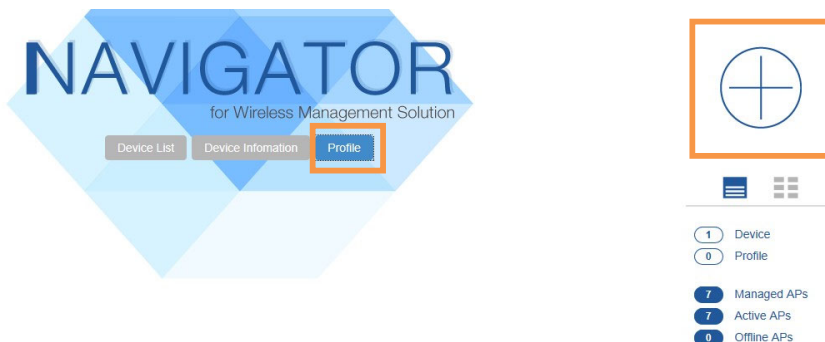 NAVIGATOR
for Wireless Management Solution
Device List Device Infomation Profile
1 Device
0 Profile
7 Managed APs
7 Active APs
0 Offline APs